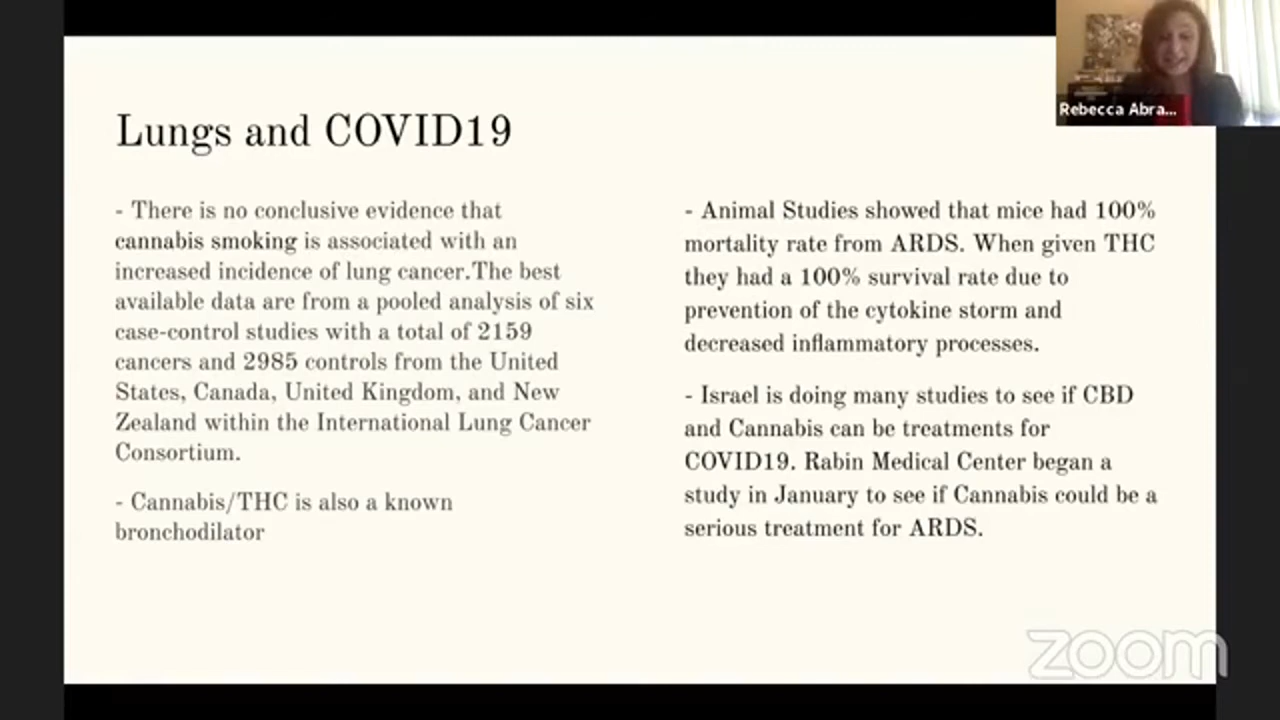 Rebecca Abra...
Lungs and COVID19
- There is no conclusive evidence that
cannabis smoking is associated with an
increased incidence of lung cancer.The best
available data are from a pooled analysis of six
case-control studies with a total of 2159
cancers and 2985 controls from the United
States, Canada, United Kingdom, and New
Zealand within the International Lung Cancer
Consortium.
- Cannabis/THC is also a known
bronchodilator
- Animal Studies showed that mice had 100%
mortality rate from ARDS. When given THC
they had a 100% survival rate due to
prevention of the cytokine storm and
decreased inflammatory processes.
- Israel is doing many studies to see if CBD
and Cannabis can be treatments for
COVID19. Rabin Medical Center began a
study in January to see if Cannabis could be a
serious treatment for ARDS.
zoom